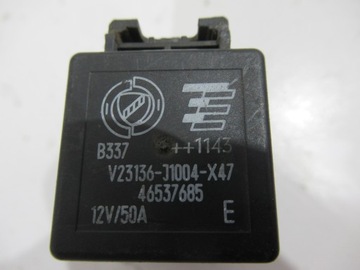 B337 ++1143
V23136-J1004-X47
46537685
12V/50A E